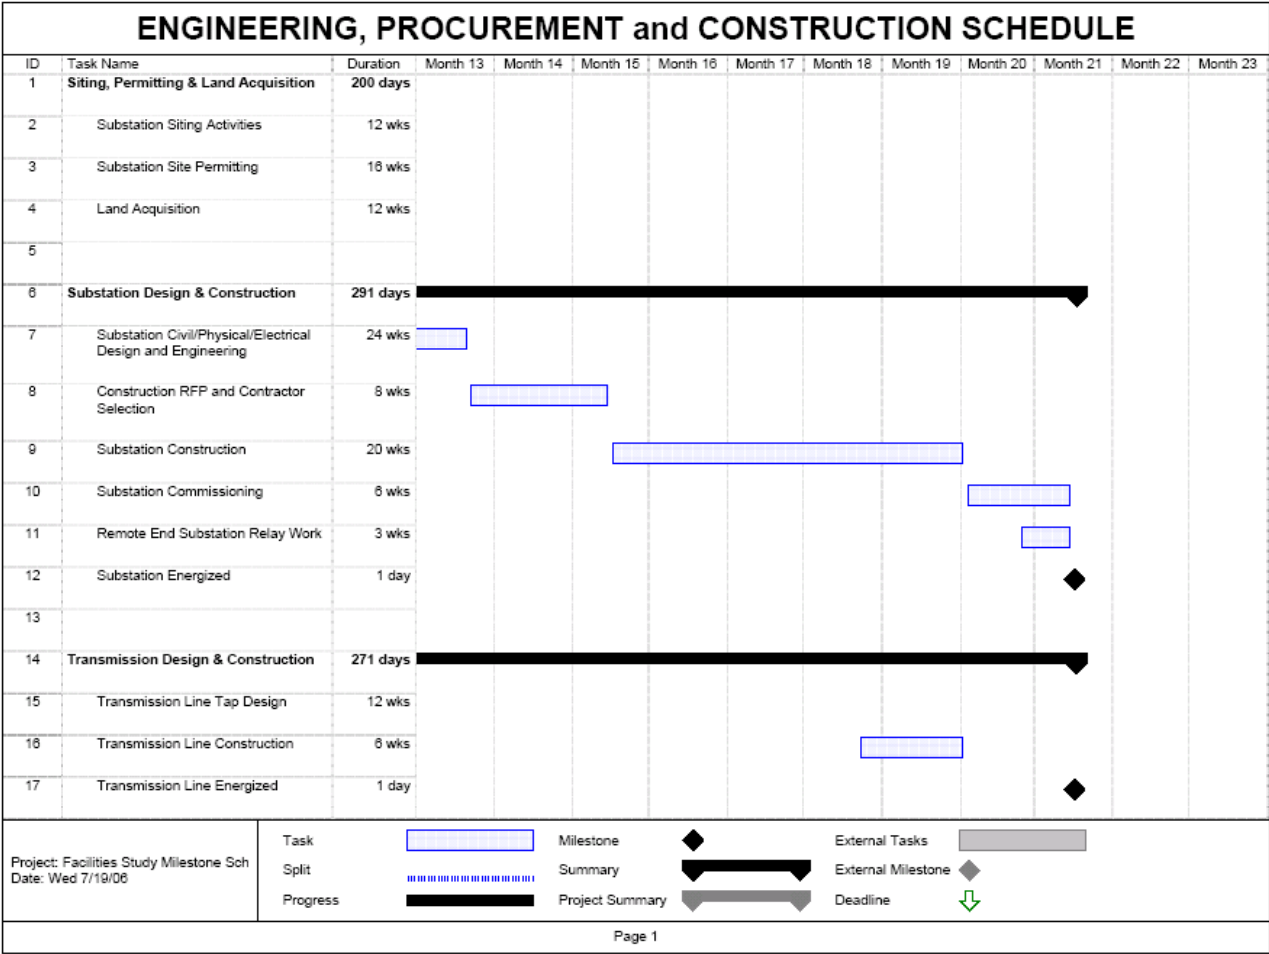 ENGINEERING, PROCUREMENT and CONSTRUCTION SCHEDULE
ID Task Name Duration Month 13 Month 14 Month 15 Month 16 Month 17 Month 18 Month 19 Month 20 Month 21 Month 22 Month 23
1 Siting, Permitting & Land Acquisition 200 days
2 Substation Siting Activities 12 wks
3 Substation Site Permitting 16 wks
4 Land Acquisition 12 wks
5
6 Substation Design & Construction 291 days
7 Substation Civil/Physical/Electrical 24 wks
Design and Engineering
8 Construction RFP and Contractor 8 wks
Selection
9 Substation Construction 20 wks
10 Substation Commissioning 6 wks
11 Remote End Substation Relay Work 3 wks
12 Substation Energized 1 day
13
14 Transmission Design & Construction 271 days
15 Transmission Line Tap Design 12 wks
16 Transmission Line Construction 6 wks
17 Transmission Line Energized 1 day
Project: Facilities Study Milestone Sch
Date: Wed 7/19/06
Task Milestone External Tasks
Split Summary External Milestone
Progress Project Summary Deadline
Page 1